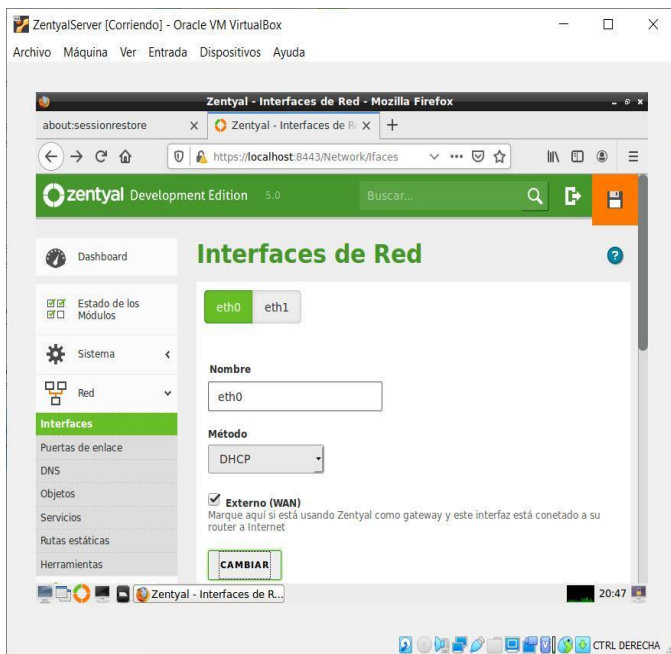 ZentyalServer [Corriendo] - Oracle VM VirtualBox
Archivo Máquina Ver Entrada Dispositivos Ayuda
Zentyal - Interfaces de Red - Mozilla Firefox
about:sessionrestore
Zentyal - Interfaces de R
https://localhost:8443/Network/Ifaces
zentyal Development Edition 5.0
Buscar...
Dashboard
Estado de los
Módulos
Sistema
Red
Interfaces
Puertas de enlace
DNS
Objetos
Servicios
Rutas estáticas
Herramientas
Interfaces de Red
eth0 eth1
Nombre
eth0
Método
DHCP
Externo (WAN)
Marque aquí si está usando Zentyal como gateway y este interfaz está conetado a su
router a Internet
CAMBIAR
Zentyal - Interfaces de R...
20:47
CTRL DERECHA